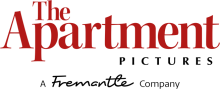 The
Apartment
PICTURES
A Fremantle Company